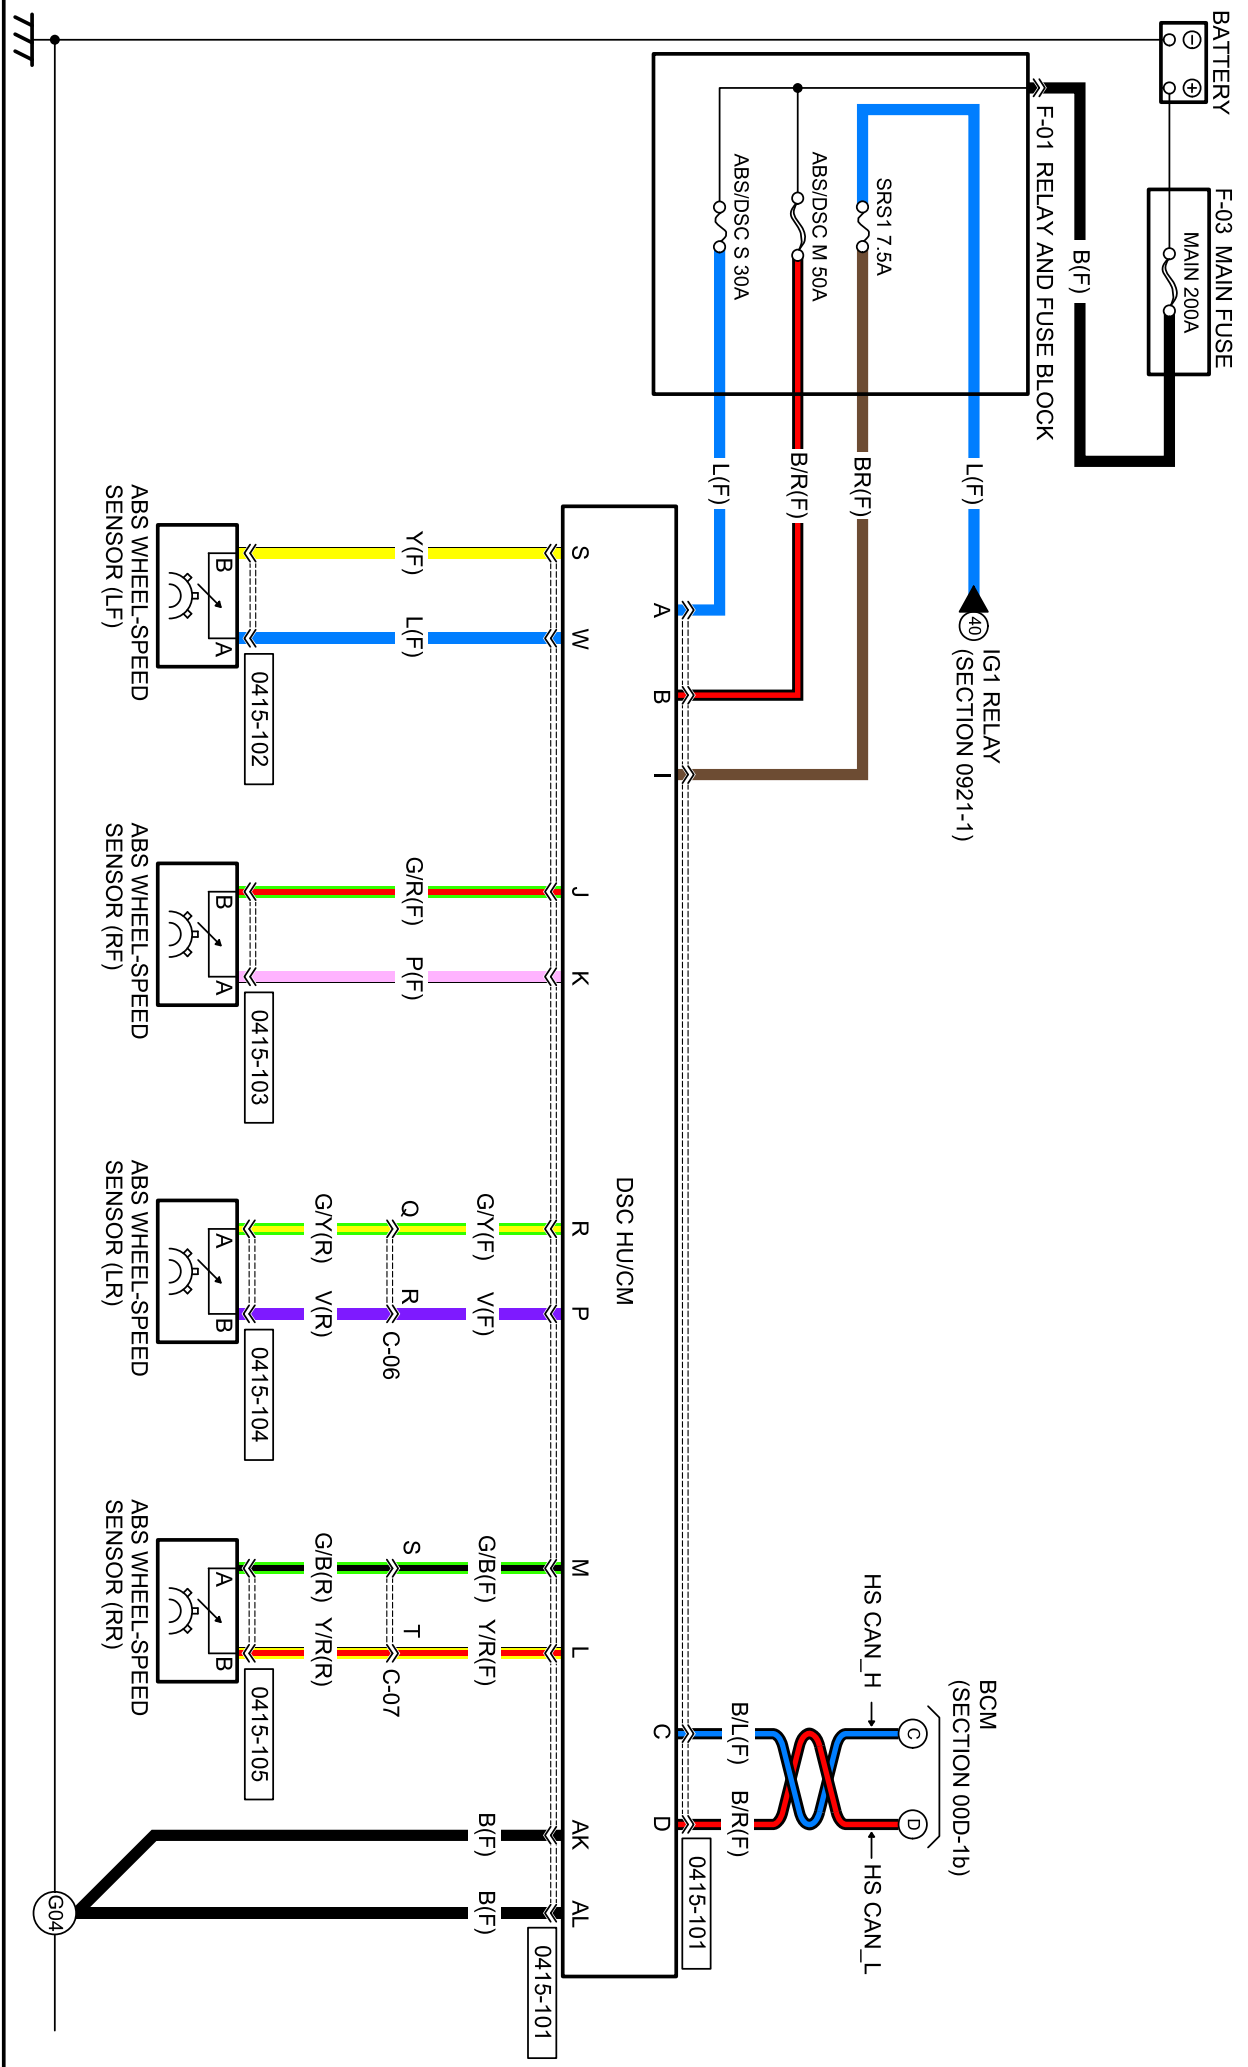 BATTERY
F-03 MAIN FUSE
MAIN 200A
B(F)
F-01 RELAY AND FUSE BLOCK
SRS1 7.5A
ABS/DSC M 50A
ABS/DSC S 30A
L(F)
B/R(F)
BR(F)
L(F)
40
IG1 RELAY
(SECTION 0921-1)
BCM
(SECTION 00D-1b)
HS CAN_H
C
D
HS CAN_L
B/L(F)
B/R(F)
0415-101
A
B
I
C
D
DSC HU/CM
S
W
J
K
R
P
M
L
AK
AL
0415-101
Y(F)
L(F)
G/R(F)
P(F)
G/Y(F)
V(F)
G/B(F)
Y/R(F)
B(F)
B(F)
Q
R
C-06
S
T
C-07
G/Y(R)
V(R)
G/B(R)
Y/R(R)
0415-102
0415-103
0415-104
0415-105
B
A
B
A
A
B
A
B
ABS WHEEL-SPEED
SENSOR (LF)
ABS WHEEL-SPEED
SENSOR (RF)
ABS WHEEL-SPEED
SENSOR (LR)
ABS WHEEL-SPEED
SENSOR (RR)
G04